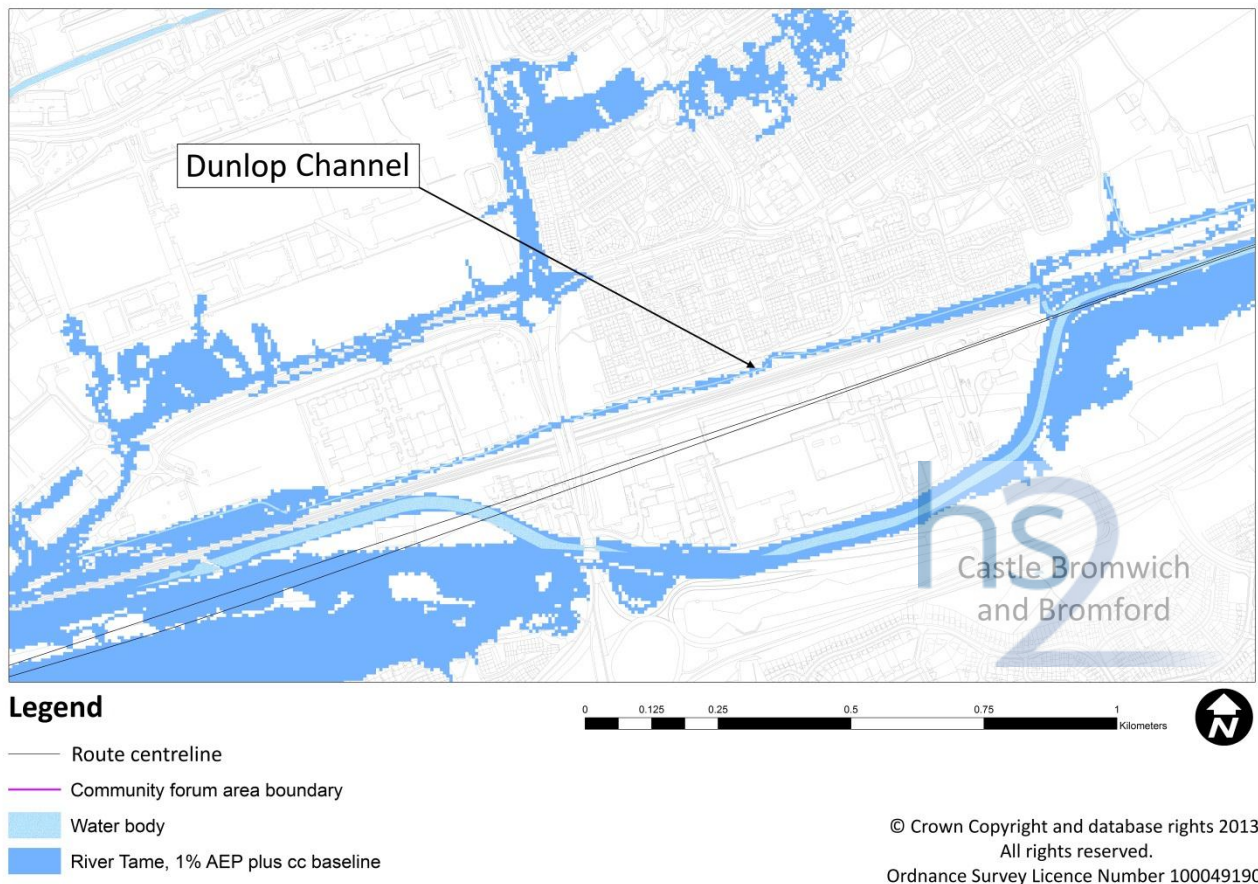 Dunlop Channel
hs2
Castle Bromwich
and Bromford
Legend
Route centreline
Community forum area boundary
Water body
River Tame, 1% AEP plus cc baseline
0 0.125 0.25 0.5 0.75 1
Kilometers
N
© Crown Copyright and database rights 2013
All rights reserved.
Ordnance Survey Licence Number 10004919